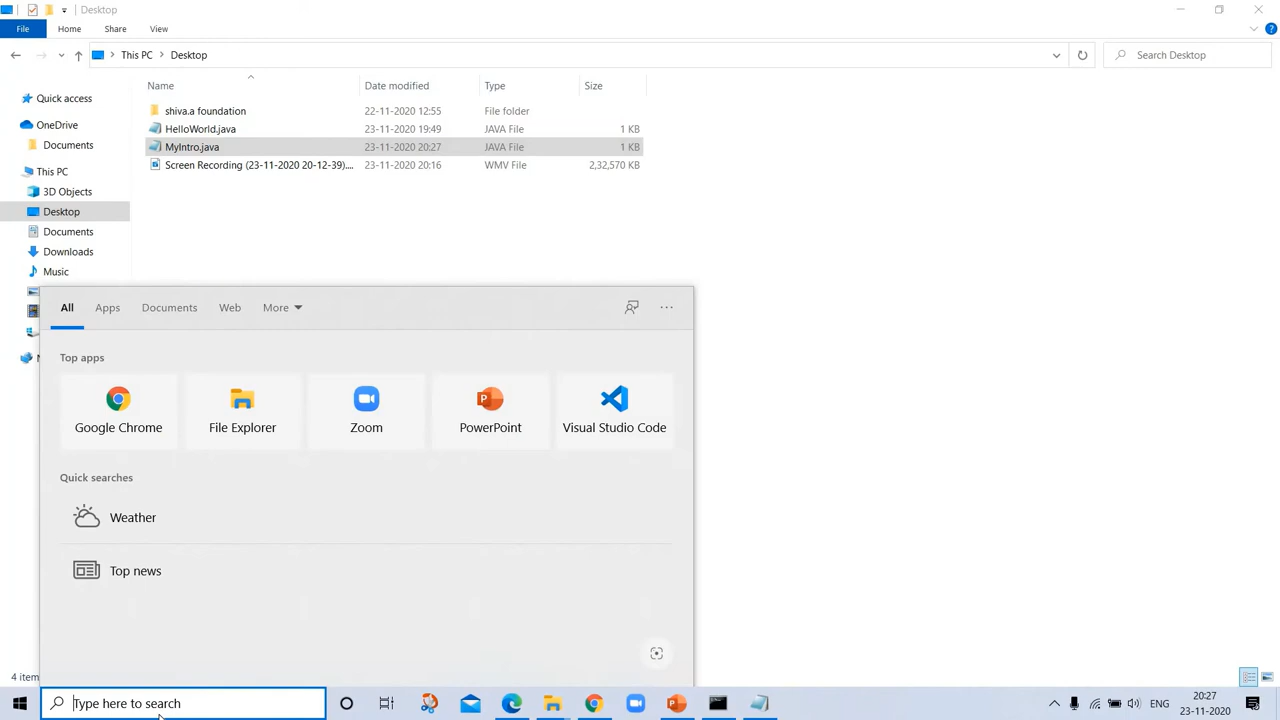 Desktop
File
Home
Share
View
This PC
Desktop
Search Desktop
Name
Date modified
Type
Size
Quick access
OneDrive
Documents
This PC
3D Objects
Desktop
Documents
Downloads
Music
shiva.a foundation 22-11-2020 12:55 File folder
HelloWorld.java 23-11-2020 19:49 JAVA File 1 KB
MyIntro.java 23-11-2020 20:27 JAVA File 1 KB
Screen Recording (23-11-2020 20-12-39).... 23-11-2020 20:16 WMV File 2,32,570 KB
All Apps Documents Web More
Top apps
Google Chrome
File Explorer
Zoom
PowerPoint
Visual Studio Code
Quick searches
Weather
Top news
4 item
Type here to search
ENG
20:27
23-11-2020